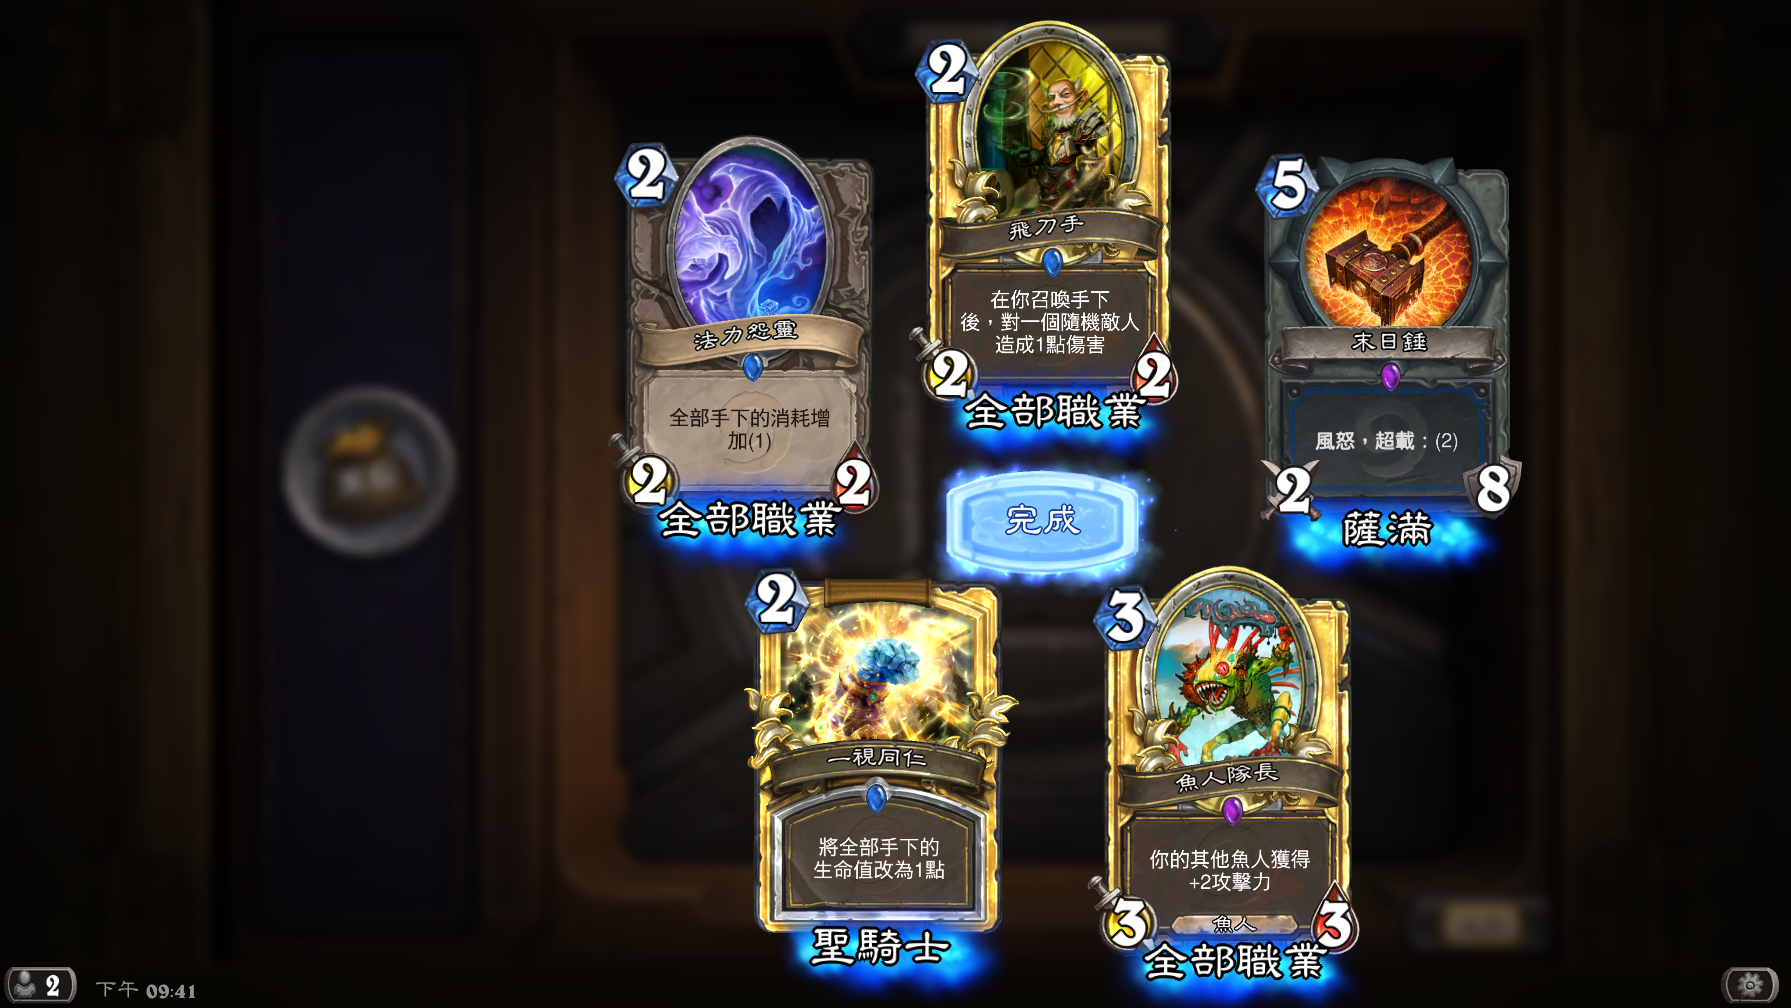 2
飛刀手
在你召喚手下
後，對一個隨機敵人
造成1點傷害
2
2
全部職業
2
法力怨靈
全部手下的消耗增
加(1)
2
2
全部職業
5
末日錘
風怒，超載：(2)
2
8
薩滿
完成
2
一視同仁
將全部手下的
生命值改為1點
聖騎士
3
魚人隊長
你的其他魚人獲得
+2攻擊力
魚人
3
3
全部職業
2
下午 09:41